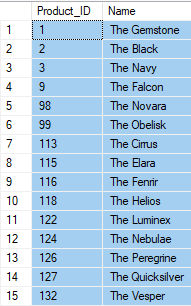 Product_ID Name
1 1 The Gemstone
2 2 The Black
3 3 The Navy
4 9 The Falcon
5 98 The Novara
6 99 The Obelisk
7 113 The Cirrus
8 115 The Elara
9 116 The Fenrir
10 118 The Helios
11 122 The Luminex
12 124 The Nebulae
13 126 The Peregrine
14 127 The Quicksilver
15 132 The Vesper